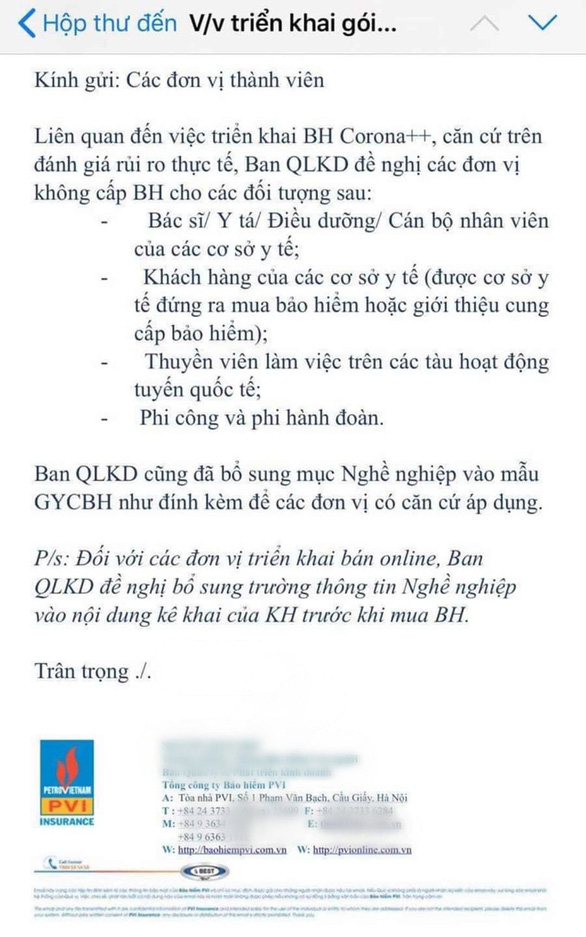 Hộp thư đến V/v triển khai gói...
Kính gửi: Các đơn vị thành viên
Liên quan đến việc triển khai BH Corona++, căn cứ trên
đánh giá rủi ro thực tế, Ban QLKD đề nghị các đơn vị
không cấp BH cho các đối tượng sau:
- Bác sĩ/ Y tá/ Điều dưỡng/ Cán bộ nhân viên
của các cơ sở y tế;
- Khách hàng của các cơ sở y tế (được cơ sở y
tế đứng ra mua bảo hiểm hoặc giới thiệu cung
cấp bảo hiểm);
- Thuyền viên làm việc trên các tàu hoạt động
tuyến quốc tế;
- Phi công và phi hành đoàn.
Ban QLKD cũng đã bổ sung mục Nghề nghiệp vào mẫu
GYCBH như đính kèm để các đơn vị có căn cứ áp dụng.
P/s: Đối với các đơn vị triển khai bán online, Ban
QLKD đề nghị bổ sung trường thông tin Nghề nghiệp
vào nội dung kê khai của KH trước khi mua BH.
Trân trọng ./.
PETROVIETNAM
PVI
INSURANCE
Tổng công ty Bảo hiểm PVI
A: Tòa nhà PVI, Số 1 Phạm Văn Bạch, Cầu Giấy, Hà Nội
T : +84 24 373 F: +84
M: +84 9 363 E:
+84 9 6363
W: http://baohiempvi.com.vn W: http://pvionline.com.vn
Call Center
BEST